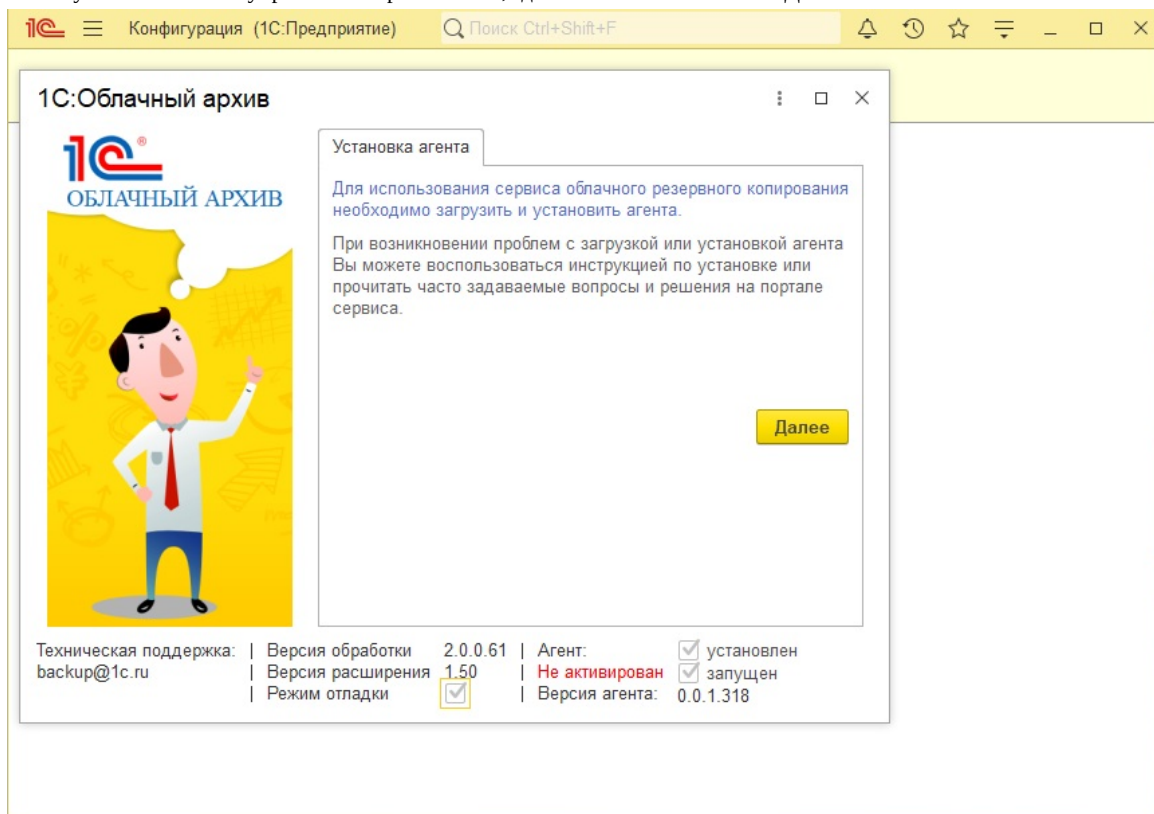 1С Конфигурация (1С:Предприятие) Поиск Ctrl+Shift+F
1С:Облачный архив
1С®
ОБЛАЧНЫЙ АРХИВ
Установка агента
Для использования сервиса облачного резервного копирования
необходимо загрузить и установить агента.
При возникновении проблем с загрузкой или установкой агента
Вы можете воспользоваться инструкцией по установке или
прочитать часто задаваемые вопросы и решения на портале
сервиса.
Далее
Техническая поддержка: | Версия обработки 2.0.0.61 | Агент: установлен
backup@1c.ru | Версия расширения 1.50 | Не активирован запущен
| Режим отладки | Версия агента: 0.0.1.318